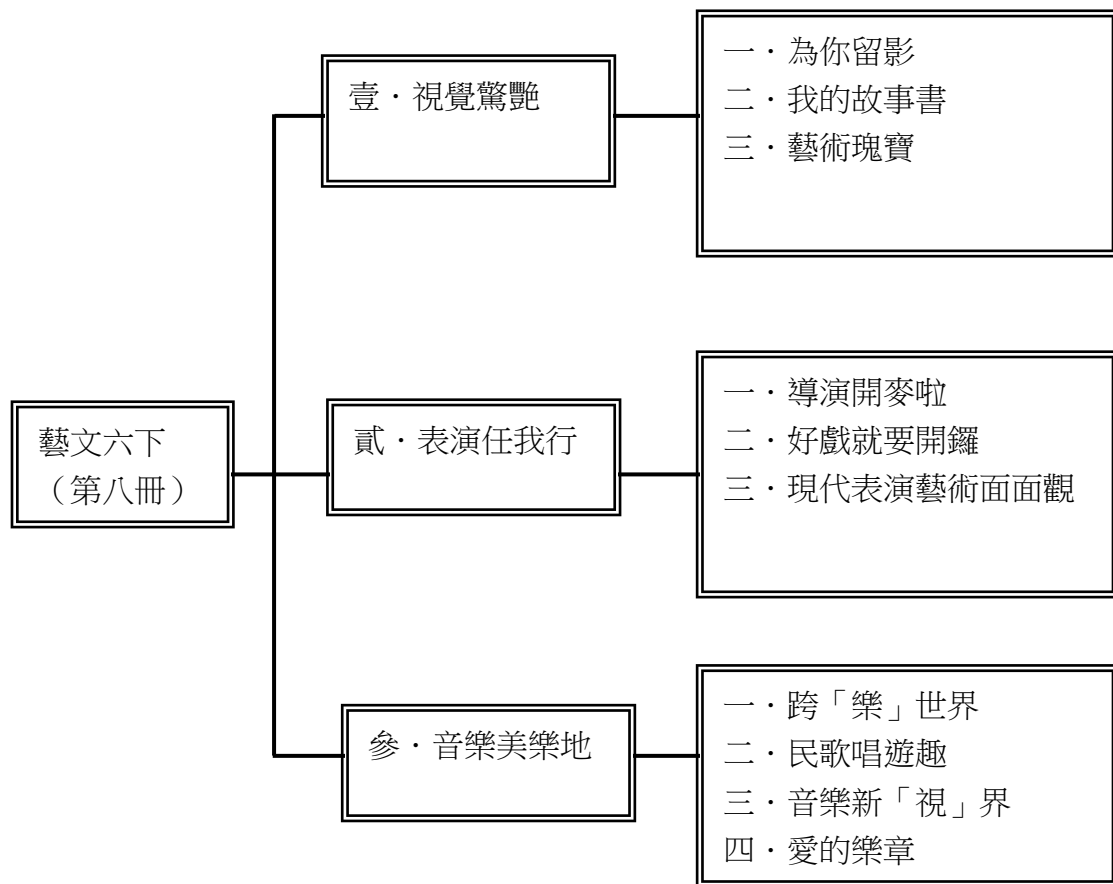 藝文六下
（第八冊）
壹．視覺驚艷
一．為你留影
二．我的故事書
三．藝術瑰寶
貳．表演任我行
一．導演開麥啦
二．好戲就要開鑼
三．現代表演藝術面面觀
參．音樂美樂地
一．跨「樂」世界
二．民歌唱遊趣
三．音樂新「視」界
四．愛的樂章